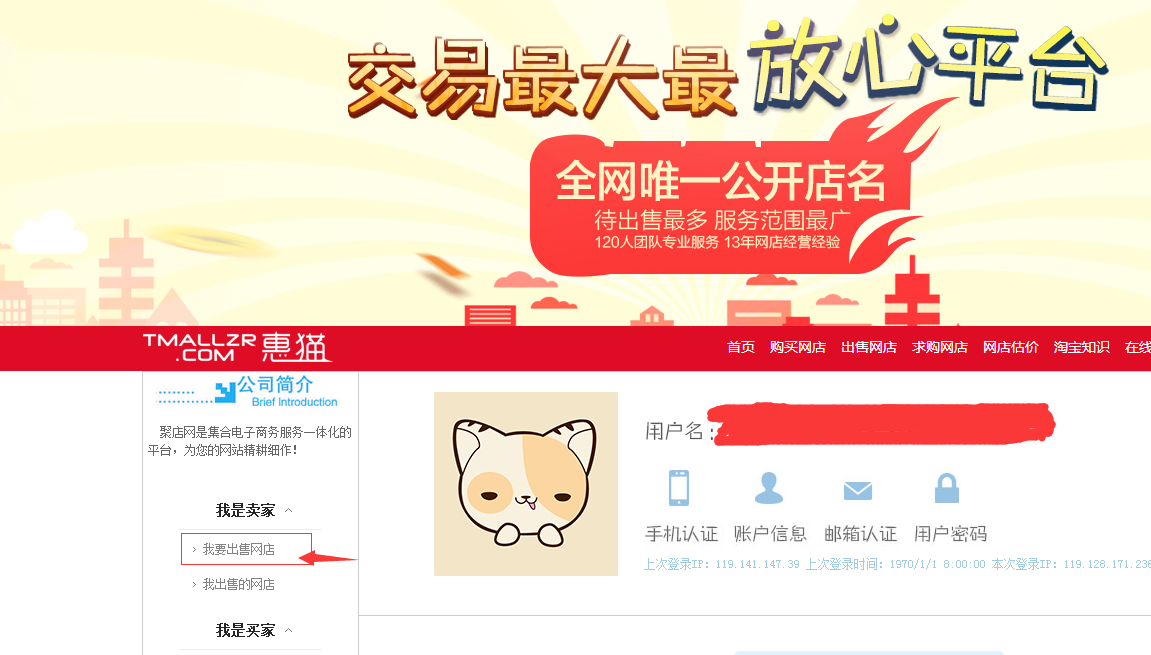 交易最大最放心平台
全网唯一公开店名
待出售最多 服务范围最广
120人团队专业服务 13年网店经营经验
TMALLZR
.COM 惠猫
首页 购买网店 出售网店 求购网店 网店估价 淘宝知识 在线
公司简介
Brief Introduction
聚店网是集合电子商务服务一体化的
平台，为您的网站精耕细作！
我是卖家
我要出售网店
我出售的网店
我是买家
用户名：
手机认证 账户信息 邮箱认证 用户密码
上次登录IP：119.141.147.39 上次登录时间：1970/1/1 8:00:00 本次登录IP：119.128.171.236